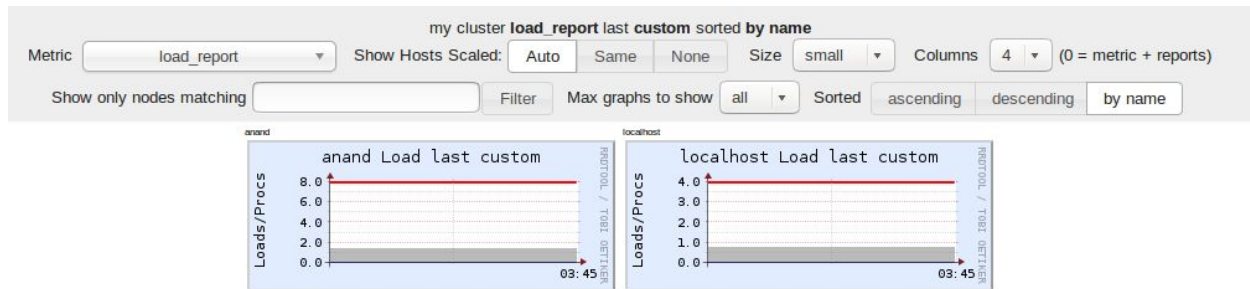 my cluster load_report last custom sorted by name
Metric load_report Show Hosts Scaled: Auto Same None Size small Columns 4 (0 = metric + reports)
Show only nodes matching Filter Max graphs to show all Sorted ascending descending by name
anand
anand Load last custom
Loads/Procs
8.0
6.0
4.0
2.0
0.0
03:45
RRDTOOL / TOBI OETIKER
localhost
localhost Load last custom
Loads/Procs
4.0
3.0
2.0
1.0
0.0
03:45
RRDTOOL / TOBI OETIKER